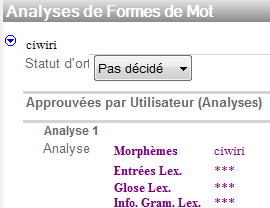 Analyses de Formes de Mot
ciwiri
Statut d'ort Pas décidé
Approuvées par Utilisateur (Analyses)
Analyse 1
Analyse Morphèmes ciwiri
Entrées Lex. ***
Glose Lex. ***
Info. Gram. Lex. ***